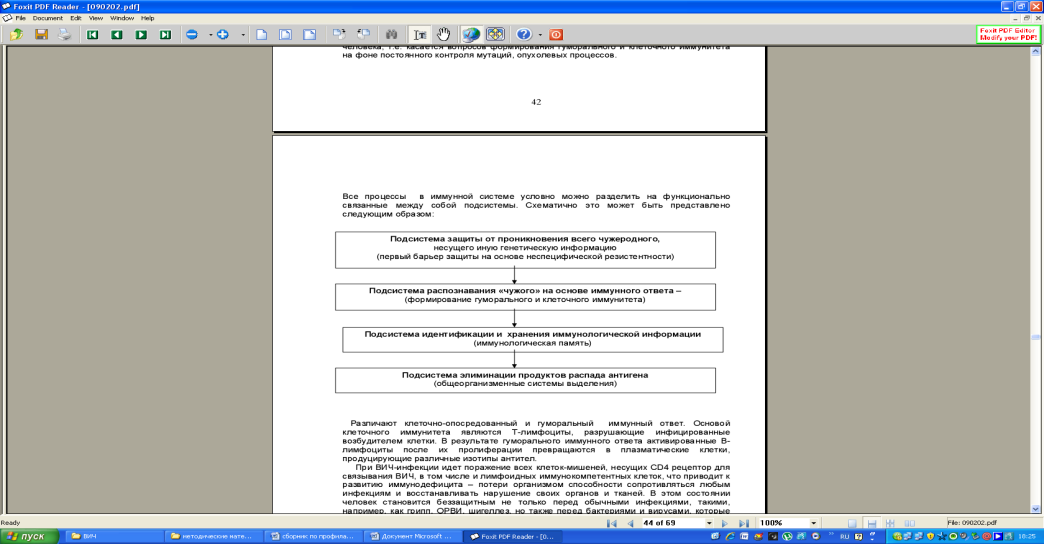 Foxit PDF Reader - [090202.pdf]
File Document Edit View Window Help
Foxit PDF Editor
Modify your PDF!
человека, т.е. касается вопросов формирования гуморального и клеточного иммунитета
на фоне постоянного контроля мутаций, опухолевых процессов.
42
Все процессы в иммунной системе условно можно разделить на функционально
связанные между собой подсистемы. Схематично это может быть представлено
следующим образом:
Подсистема защиты от проникновения всего чужеродного,
несущего иную генетическую информацию
(первый барьер защиты на основе неспецифической резистентности)
Подсистема распознавания «чужого» на основе иммунного ответа –
(формирование гуморального и клеточного иммунитета)
Подсистема идентификации и хранения иммунологической информации
(иммунологическая память)
Подсистема элиминации продуктов распада антигена
(общеорганизменные системы выделения)
Различают клеточно-опосредованный и гуморальный иммунный ответ. Основой
клеточного иммунитета являются Т-лимфоциты, разрушающие инфицированные
возбудителем клетки. В результате гуморального иммунного ответа активированные В-
лимфоциты после их пролиферации превращаются в плазматические клетки,
продуцирующие различные изотипы антител.
При ВИЧ-инфекции идет поражение всех клеток-мишеней, несущих CD4 рецептор для
связывания ВИЧ, в том числе и лимфоидных иммунокомпетентных клеток, что приводит к
развитию иммунодефицита – потери организмом способности сопротивляться любым
инфекциям и восстанавливать нарушение своих органов и тканей. В этом состоянии
человек становится беззащитным не только перед обычными инфекциями, такими,
например, как грипп, ОРВИ, шигеллез, но также перед бактериями и вирусами, которые
Ready
44 of 69
100%
File: 090202.pdf
пуск
ВИЧ
методические мате...
сборник по профила...
Документ Microsoft ...
Foxit PDF Reader - [0...
RU
18:25